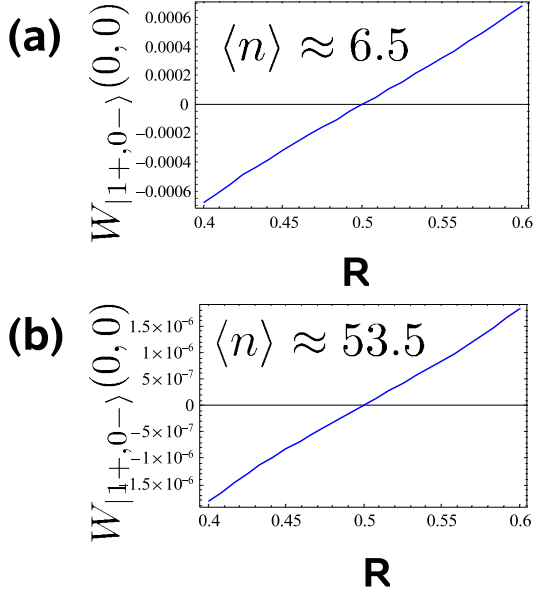 (a)
W|1+,0−⟩(0, 0)
⟨n⟩ ≈ 6.5
0.0006
0.0004
0.0002
0
−0.0002
−0.0004
−0.0006
0.4 0.45 0.5 0.55 0.6
R
(b)
W|1+,0−⟩(0, 0)
⟨n⟩ ≈ 53.5
1.5×10⁻⁶
1×10⁻⁶
5×10⁻⁷
0
−5×10⁻⁷
−1×10⁻⁶
−1.5×10⁻⁶
0.4 0.45 0.5 0.55 0.6
R